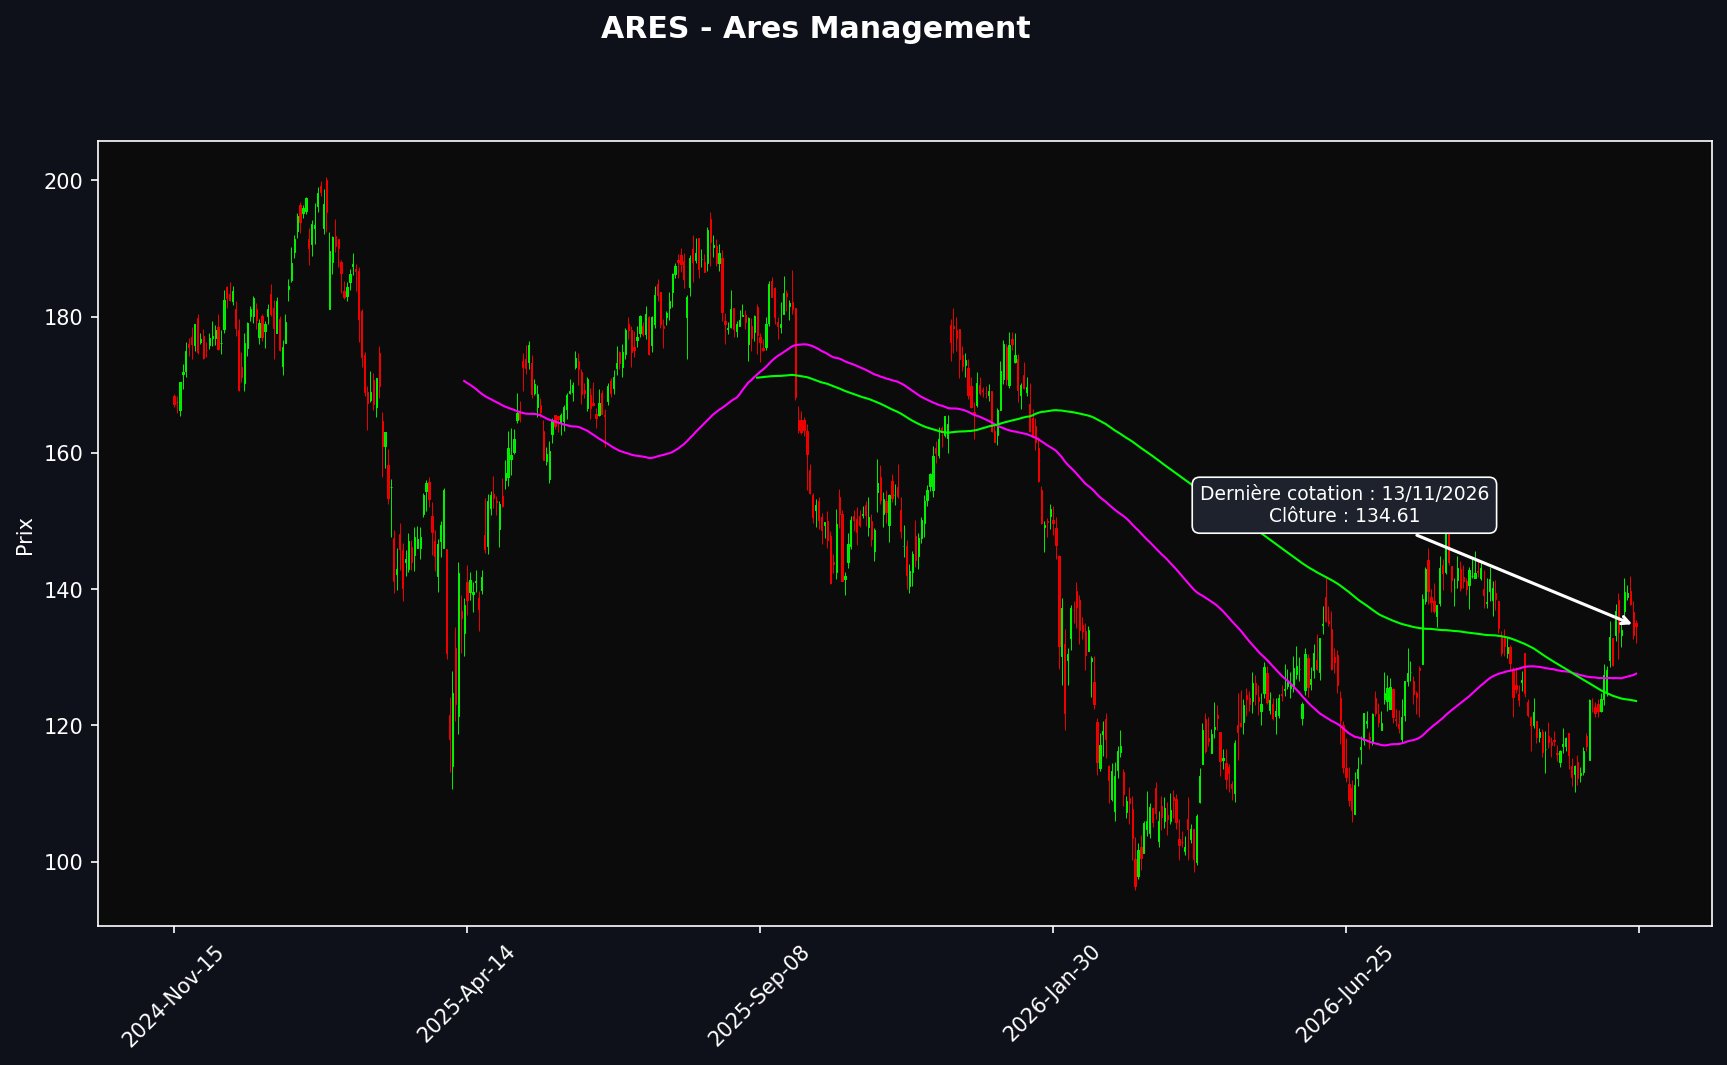 ARES - Ares Management
Prix
200
180
160
140
120
100
Dernière cotation : 13/11/2026
Clôture : 134.61
2024-Nov-15
2025-Apr-14
2025-Sep-08
2026-Jan-30
2026-Jun-25